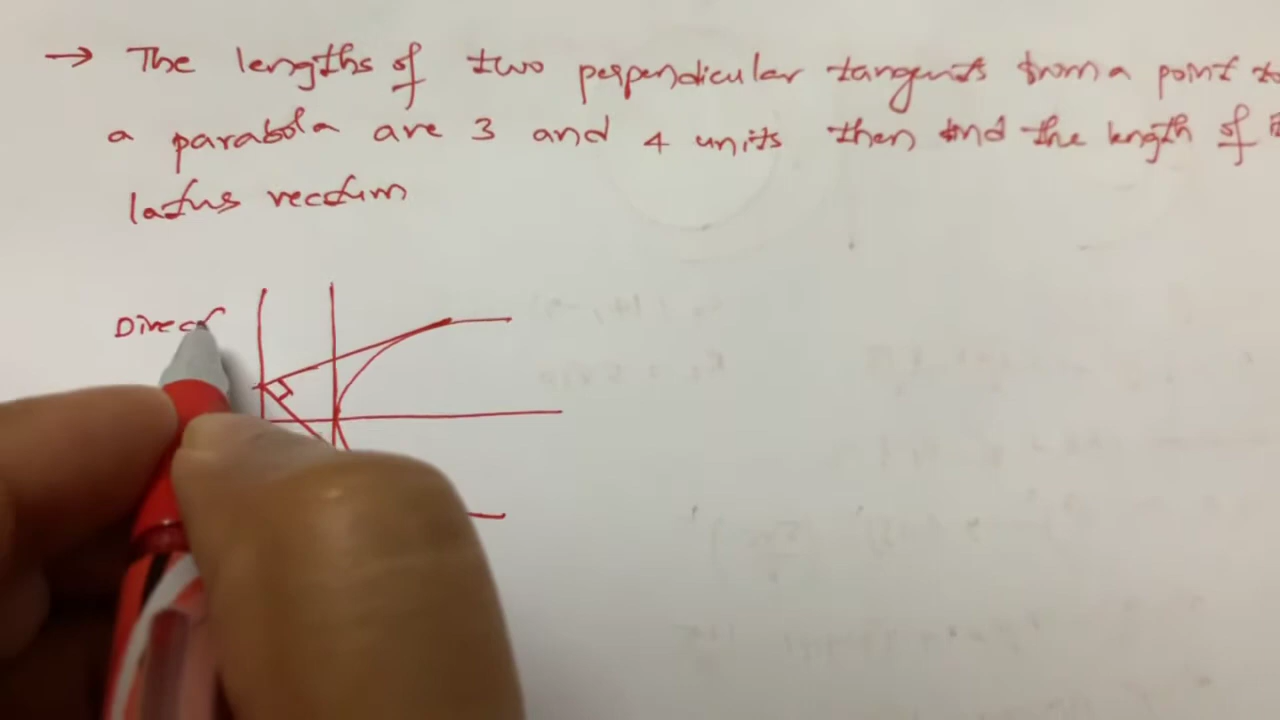 → The lengths of two perpendicular tangents from a point
a parabola are 3 and 4 units then find the length of
latus rectum
Direct